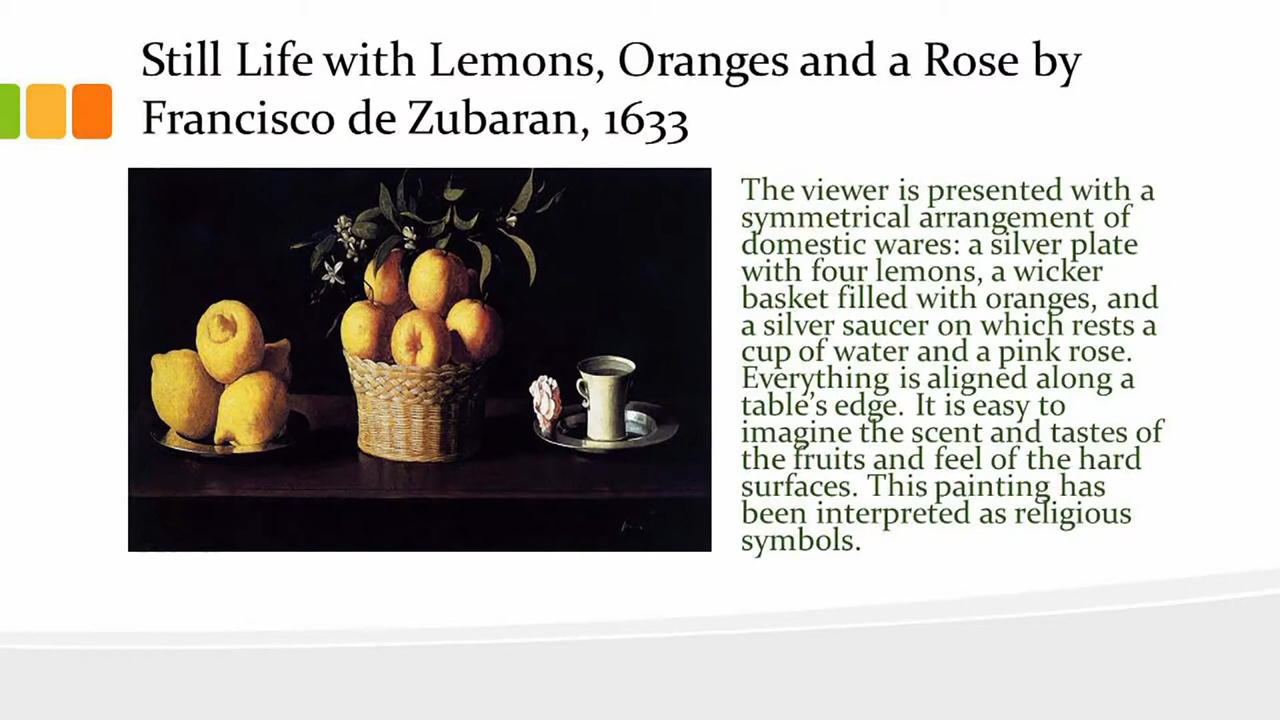 Still Life with Lemons, Oranges and a Rose by
Francisco de Zubaran, 1633
The viewer is presented with a
symmetrical arrangement of
domestic wares: a silver plate
with four lemons, a wicker
basket filled with oranges, and
a silver saucer on which rests a
cup of water and a pink rose.
Everything is aligned along a
table's edge. It is easy to
imagine the scent and tastes of
the fruits and feel of the hard
surfaces. This painting has
been interpreted as religious
symbols.